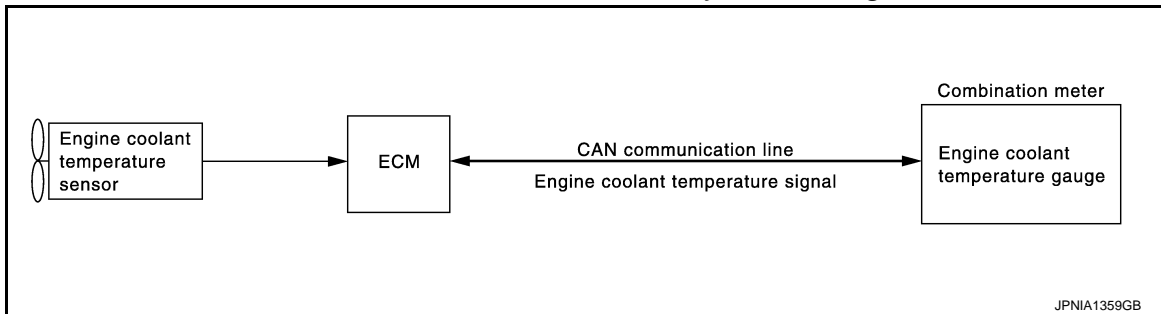 Combination meter
Engine coolant
temperature
sensor
ECM
CAN communication line
Engine coolant temperature signal
Engine coolant
temperature gauge
JPNIA1359GB